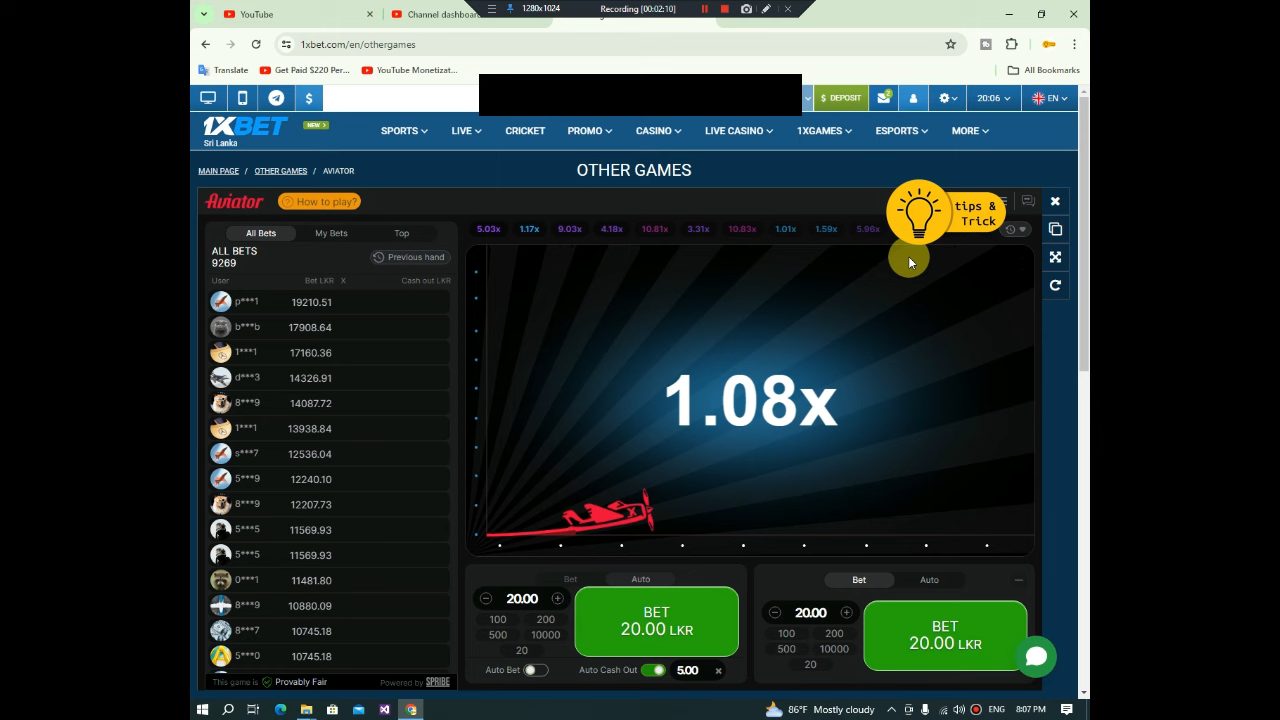 1280x1024
Recording [00:02:10]
YouTube
Channel dashboard
1xbet.com/en/othergames
Translate
Get Paid $220 Per...
YouTube Monetizat...
All Bookmarks
$
$ DEPOSIT
2
20:06
EN
1XBET
NEW >
Sri Lanka
SPORTS
LIVE
CRICKET
PROMO
CASINO
LIVE CASINO
1XGAMES
ESPORTS
MORE
MAIN PAGE / OTHER GAMES / AVIATOR
OTHER GAMES
Aviator
? How to play?
tips &
Trick
All Bets
My Bets
Top
5.03x 1.17x 9.03x 4.18x 10.81x 3.31x 10.83x 1.01x 1.59x 5.96x
ALL BETS
9269
Previous hand
User
Bet LKR X
Cash out LKR
p***1 19210.51
b***b 17908.64
1***1 17160.36
d***3 14326.91
8***9 14087.72
1***1 13938.84
s***7 12536.04
5***9 12240.10
8***9 12207.73
5***5 11569.93
5***5 11569.93
0***1 11481.80
8***9 10880.09
8***7 10745.18
5***0 10745.18
1.08x
Bet
Auto
20.00
100 200
500 10000
20
BET
20.00 LKR
Auto Bet
Auto Cash Out
5.00
Bet
Auto
20.00
100 200
500 10000
20
BET
20.00 LKR
This game is Provably Fair
Powered by SPRIBE
86°F Mostly cloudy
ENG
8:07 PM